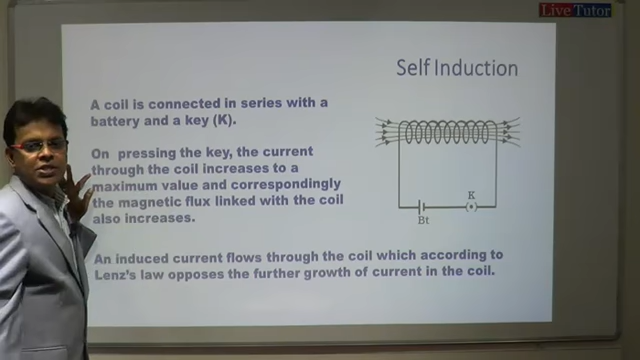 Live Tutor
Self Induction
A coil is connected in series with a
battery and a key (K).
On pressing the key, the current
through the coil increases to a
maximum value and correspondingly
the magnetic flux linked with the coil
also increases.
K
Bt
An induced current flows through the coil which according to
Lenz's law opposes the further growth of current in the coil.